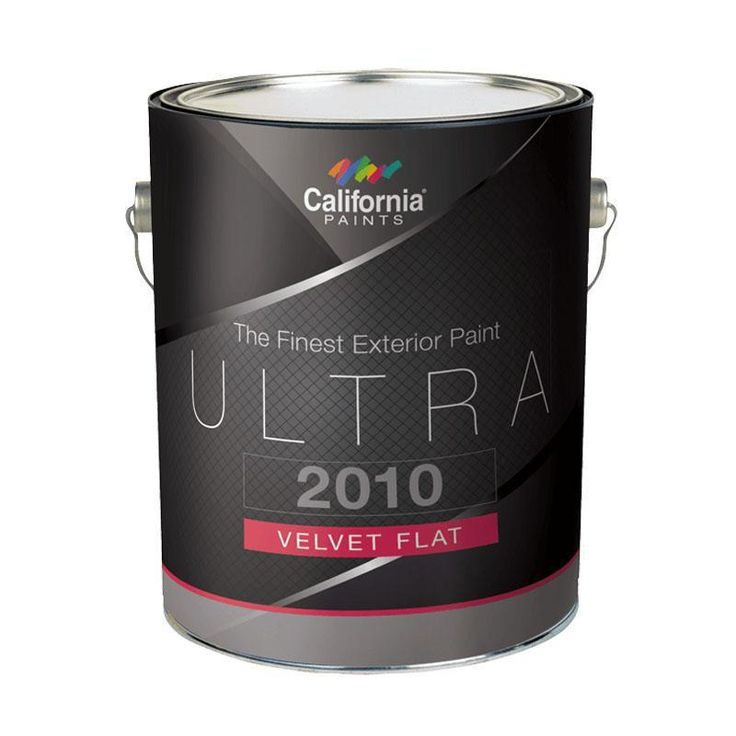 California®
PAINTS
The Finest Exterior Paint
ULTRA
2010
VELVET FLAT